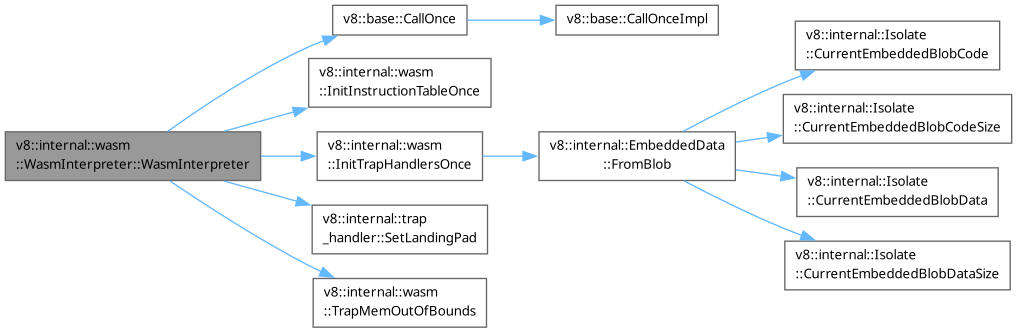 v8::internal::wasm
::WasmInterpreter::WasmInterpreter
v8::base::CallOnce
v8::base::CallOnceImpl
v8::internal::wasm
::InitInstructionTableOnce
v8::internal::wasm
::InitTrapHandlersOnce
v8::internal::EmbeddedData
::FromBlob
v8::internal::Isolate
::CurrentEmbeddedBlobCode
v8::internal::Isolate
::CurrentEmbeddedBlobCodeSize
v8::internal::Isolate
::CurrentEmbeddedBlobData
v8::internal::Isolate
::CurrentEmbeddedBlobDataSize
v8::internal::trap
_handler::SetLandingPad
v8::internal::wasm
::TrapMemOutOfBounds